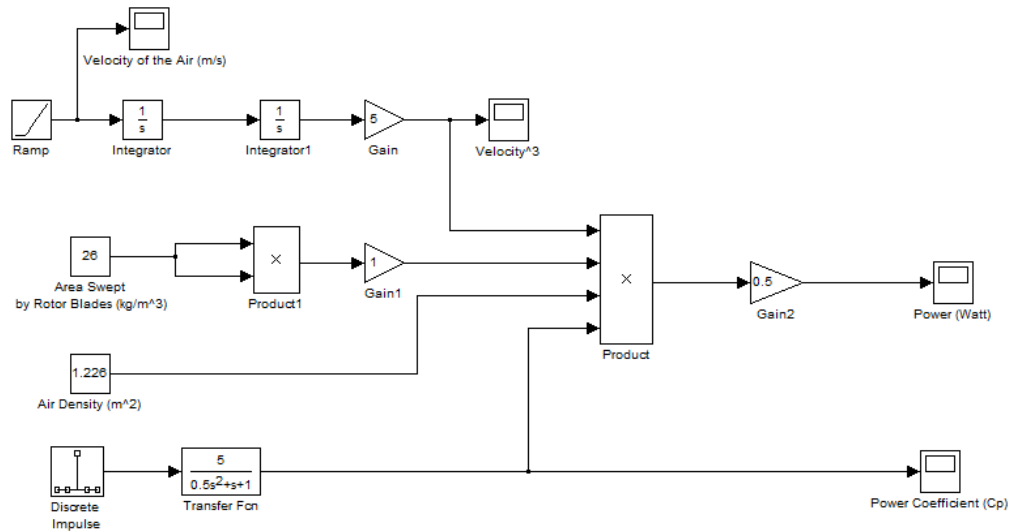 Velocity of the Air (m/s)
Ramp
1
s
Integrator
1
s
Integrator1
5
Gain
Velocity^3
26
Area Swept
by Rotor Blades (kg/m^3)
×
Product1
1
Gain1
×
Product
0.5
Gain2
Power (Watt)
1.226
Air Density (m^2)
Discrete
Impulse
5
0.5s2+s+1
Transfer Fcn
Power Coefficient (Cp)